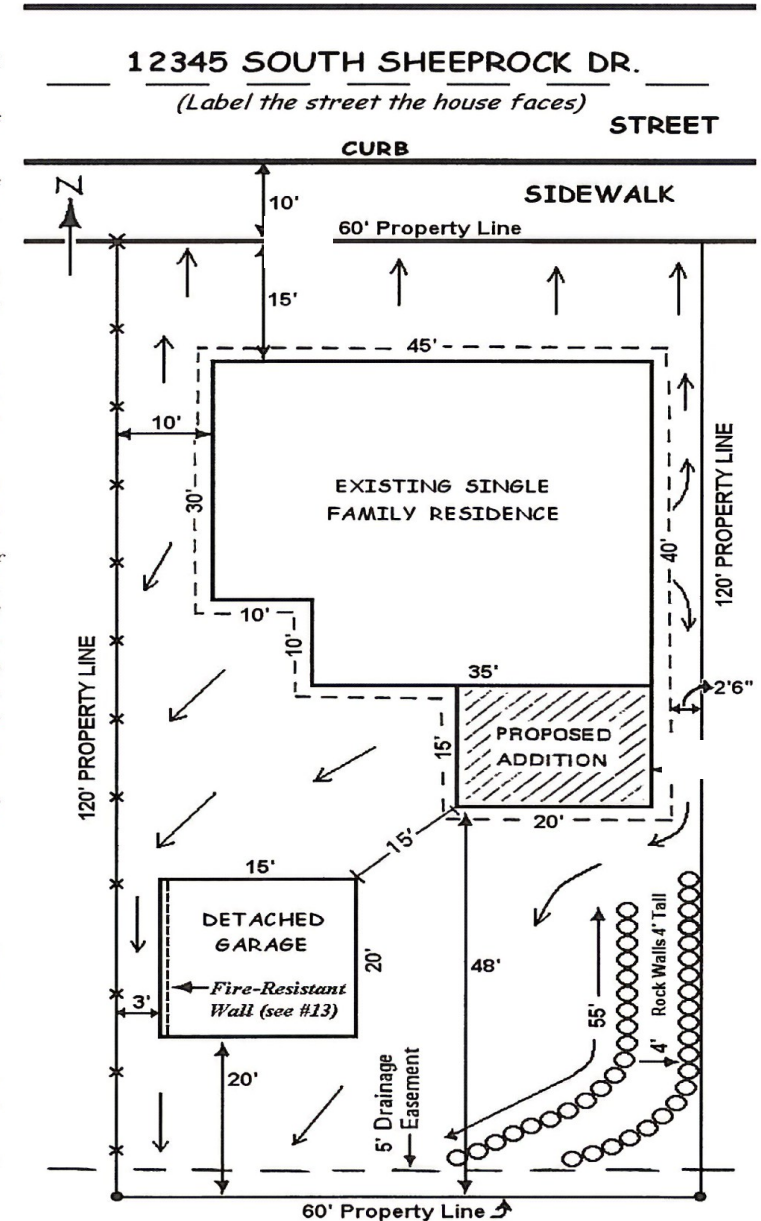 12345 SOUTH SHEEPROCK DR.
(Label the street the house faces)
STREET
CURB
SIDEWALK
N
10'
60' Property Line
15'
45'
10'
30'
EXISTING SINGLE
FAMILY RESIDENCE
40'
120' PROPERTY LINE
10'
10'
35'
2'6"
120' PROPERTY LINE
15'
PROPOSED
ADDITION
20'
15'
15'
DETACHED
GARAGE
20'
Fire-Resistant
Wall (see #13)
3'
48'
55'
Rock Walls 4' Tall
4'
20'
5' Drainage
Easement
60' Property Line